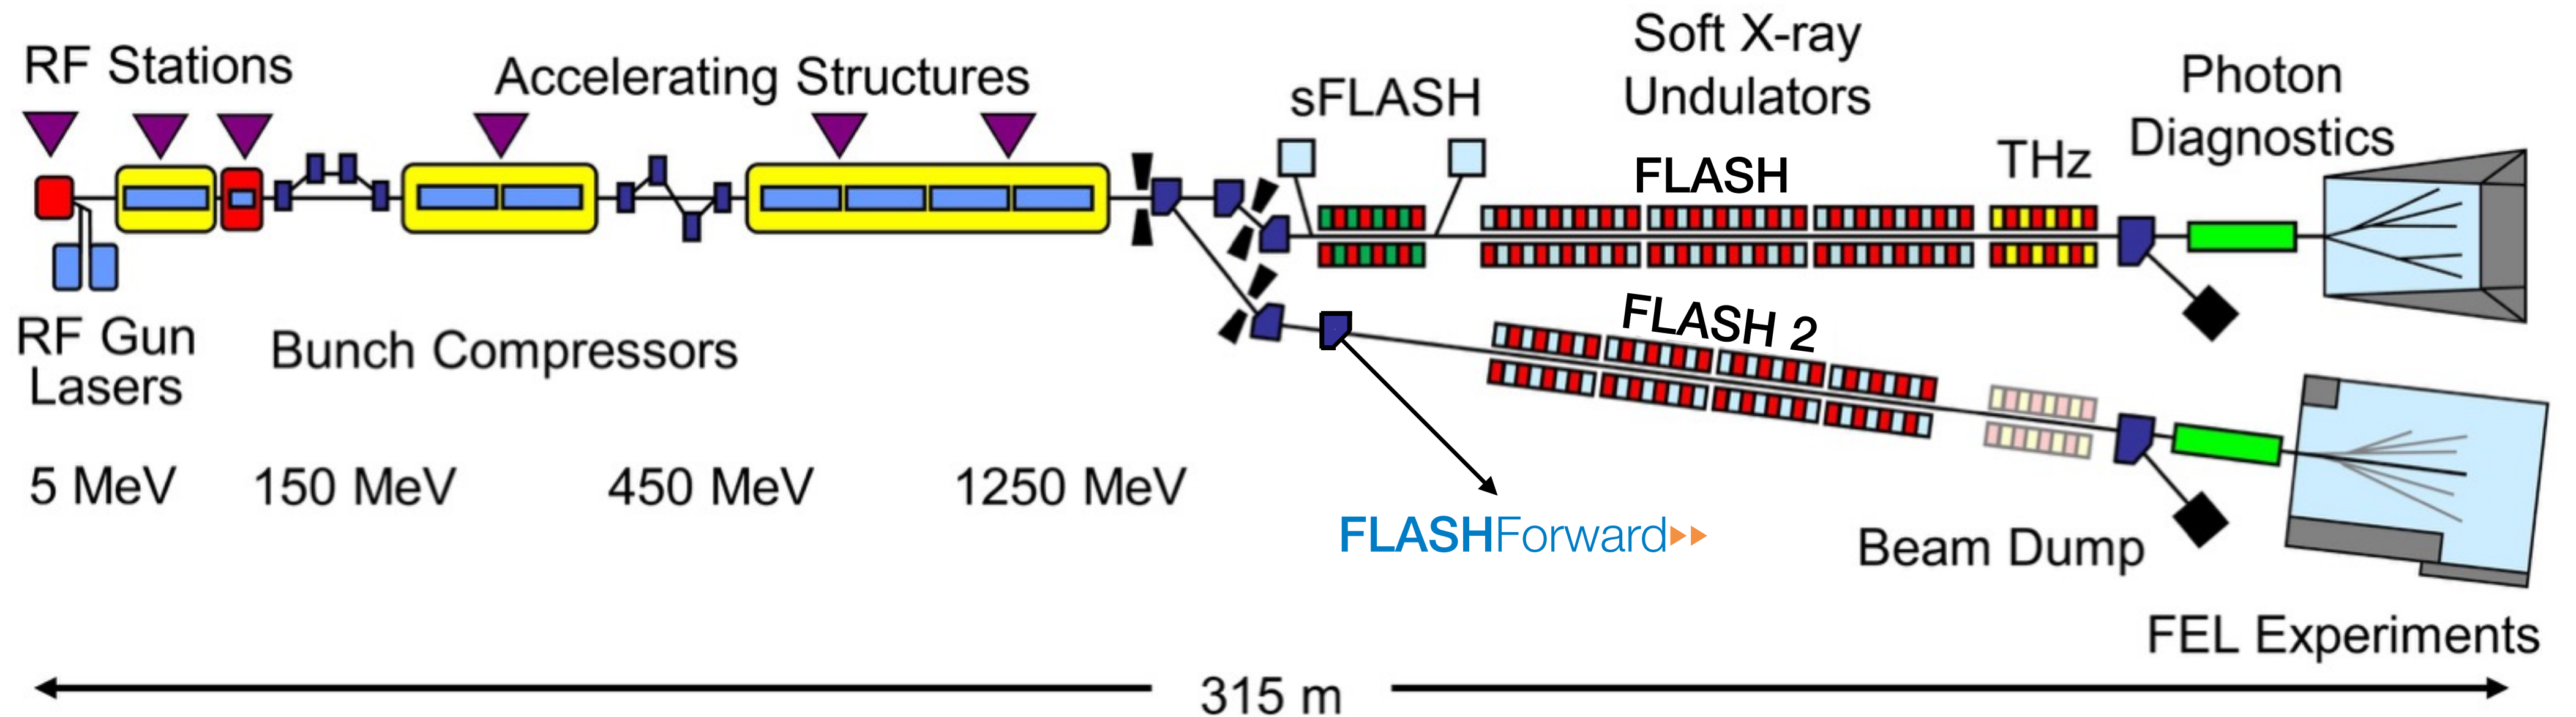 RF Stations
Accelerating Structures
sFLASH
Soft X-ray
Undulators
FLASH
THz
Photon
Diagnostics
RF Gun
Lasers
Bunch Compressors
FLASH 2
5 MeV
150 MeV
450 MeV
1250 MeV
FLASHForward
Beam Dump
FEL Experiments
315 m